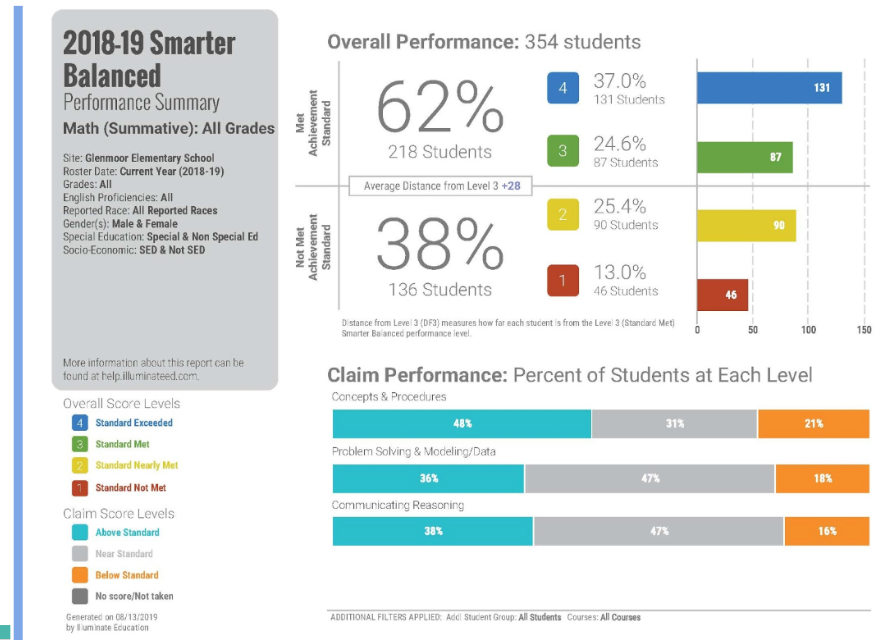 2018-19 Smarter
Balanced
Performance Summary
Math (Summative): All Grades
Site: Glenmoor Elementary School
Roster Date: Current Year (2018-19)
Grades: All
English Proficiencies: All
Reported Race: All Reported Races
Gender(s): Male & Female
Special Education: Special & Non Special Ed
Socio-Economic: SED & Not SED
More information about this report can be
found at help.illuminateed.com.
Overall Score Levels
4 Standard Exceeded
3 Standard Met
2 Standard Nearly Met
1 Standard Not Met
Claim Score Levels
Above Standard
Near Standard
Below Standard
No score/Not taken
Generated on 08/13/2019
by Illuminate Education
Overall Performance: 354 students
Met
Achievement
Standard
62%
218 Students
4
37.0%
131 Students
131
3
24.6%
87 Students
87
Average Distance from Level 3 +28
Not Met
Achievement
Standard
38%
136 Students
2
25.4%
90 Students
90
1
13.0%
46 Students
46
0 50 100 150
Distance from Level 3 (DF3) measures how far each student is from the Level 3 (Standard Met)
Smarter Balanced performance level.
Claim Performance: Percent of Students at Each Level
Concepts & Procedures
48% 31% 21%
Problem Solving & Modeling/Data
36% 47% 18%
Communicating Reasoning
38% 47% 16%
ADDITIONAL FILTERS APPLIED: Addl Student Group: All Students Courses: All Courses